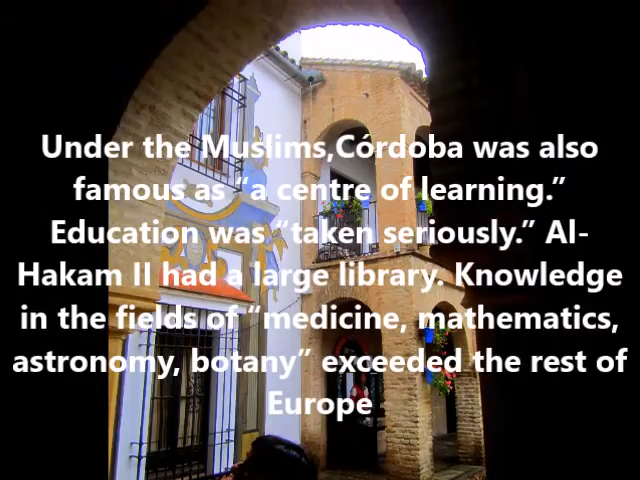 Under the Muslims,Córdoba was also
famous as “a centre of learning.”
Education was “taken seriously.” Al-
Hakam II had a large library. Knowledge
in the fields of “medicine, mathematics,
astronomy, botany” exceeded the rest of
Europe